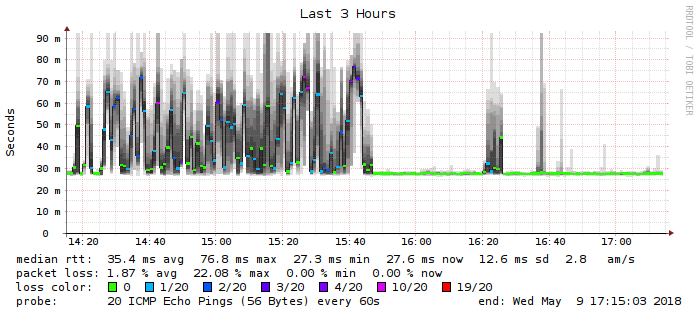 Last 3 Hours
RRDTOOL / TOBI OETIKER
Seconds
90 m
80 m
70 m
60 m
50 m
40 m
30 m
20 m
10 m
0
14:20 14:40 15:00 15:20 15:40 16:00 16:20 16:40 17:00
median rtt: 35.4 ms avg 76.8 ms max 27.3 ms min 27.6 ms now 12.6 ms sd 2.8 am/s
packet loss: 1.87 % avg 22.08 % max 0.00 % min 0.00 % now
loss color: 0 1/20 2/20 3/20 4/20 10/20 19/20
probe: 20 ICMP Echo Pings (56 Bytes) every 60s end: Wed May 9 17:15:03 2018